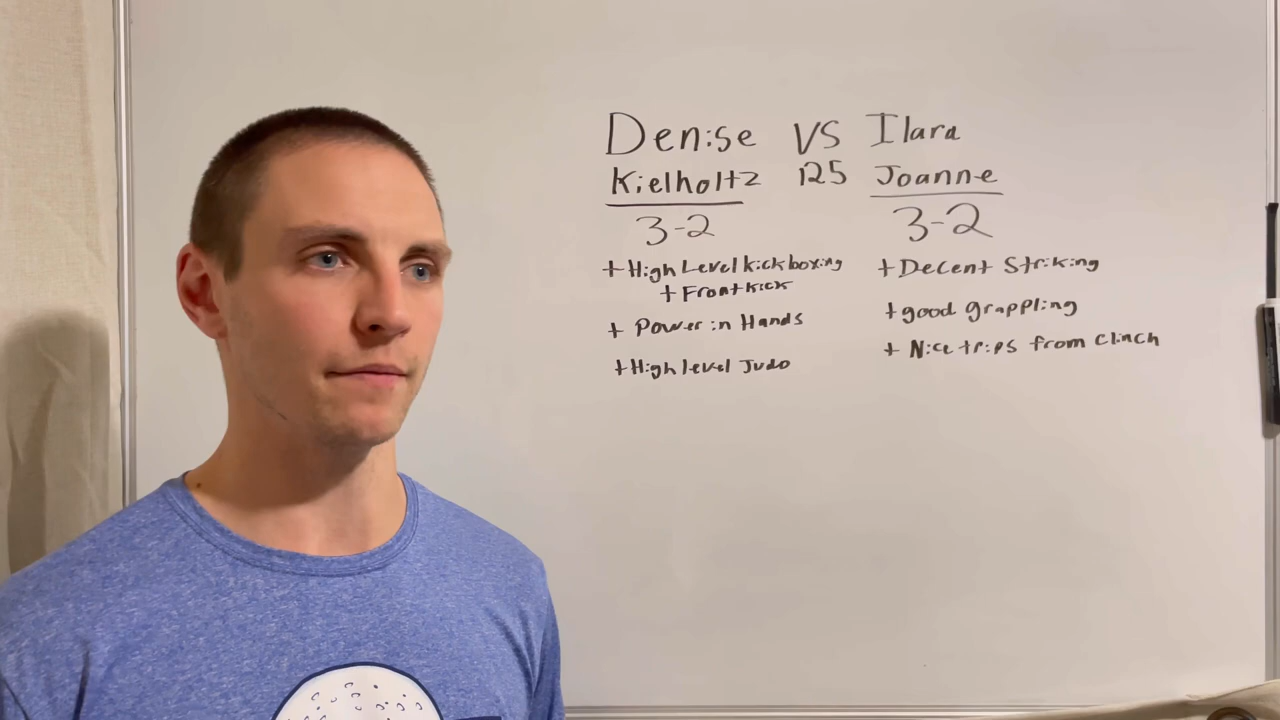 Denise VS Ilara
Kielholtz 125 Joanne
3-2 3-2
+High Level kickboxing
+ Front kick
+ Power in Hands
+High level Judo
+Decent Striking
+good grappling
+ Nice trips from clinch